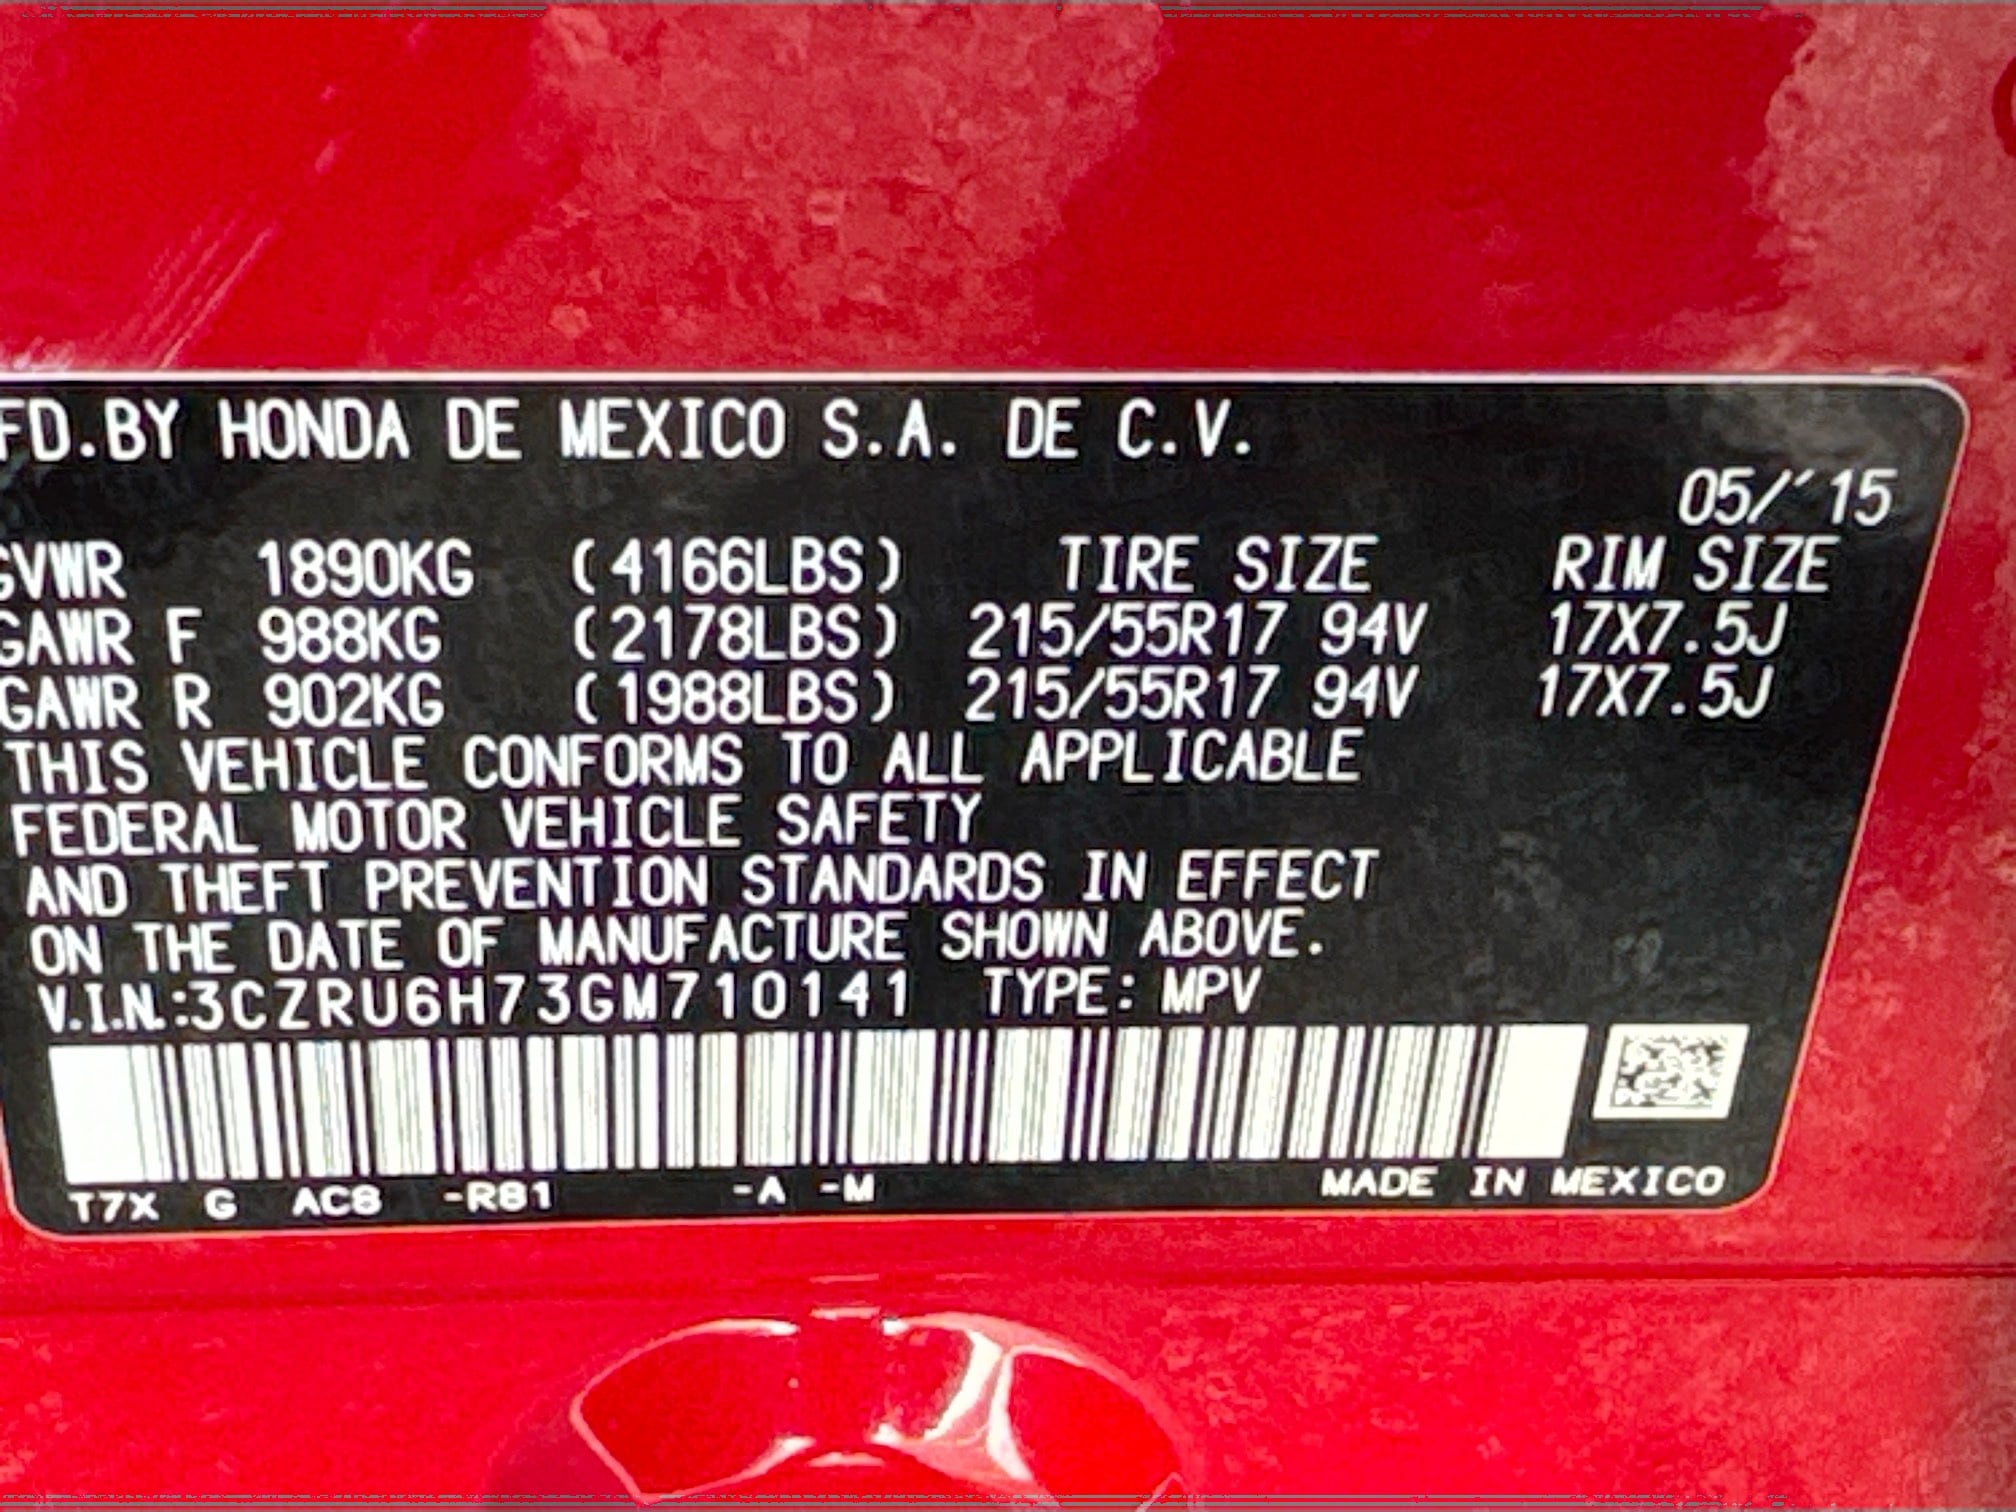 FD.BY HONDA DE MEXICO S.A. DE C.V.
05/´15
GVWR 1890KG (4166LBS) TIRE SIZE RIM SIZE
GAWR F 988KG (2178LBS) 215/55R17 94V 17X7.5J
GAWR R 902KG (1988LBS) 215/55R17 94V 17X7.5J
THIS VEHICLE CONFORMS TO ALL APPLICABLE
FEDERAL MOTOR VEHICLE SAFETY
AND THEFT PREVENTION STANDARDS IN EFFECT
ON THE DATE OF MANUFACTURE SHOWN ABOVE.
V.I.N.:3CZRU6H73GM710141 TYPE: MPV
T7X G AC8 -R81 -A -M MADE IN MEXICO